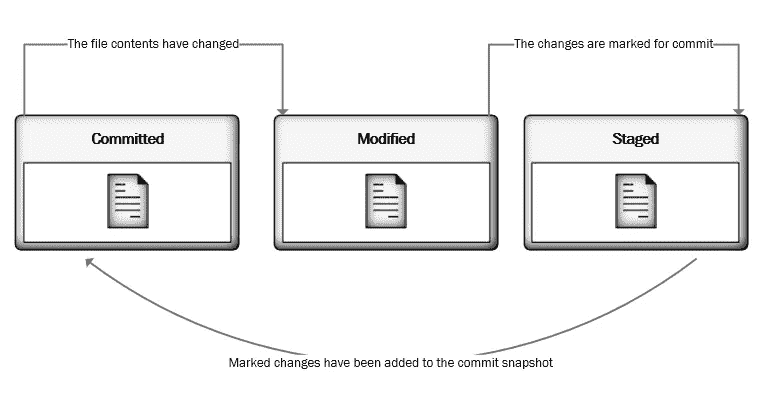 The file contents have changed
The changes are marked for commit
Committed
Modified
Staged
Marked changes have been added to the commit snapshot